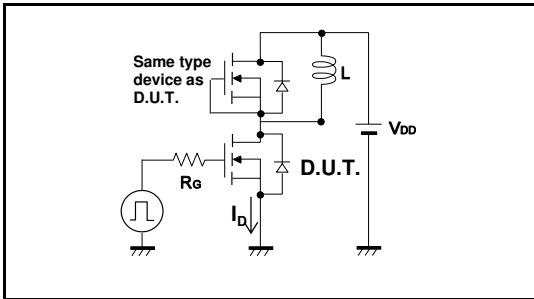 Same type
device as
D.U.T.
L
VDD
D.U.T.
RG
ID